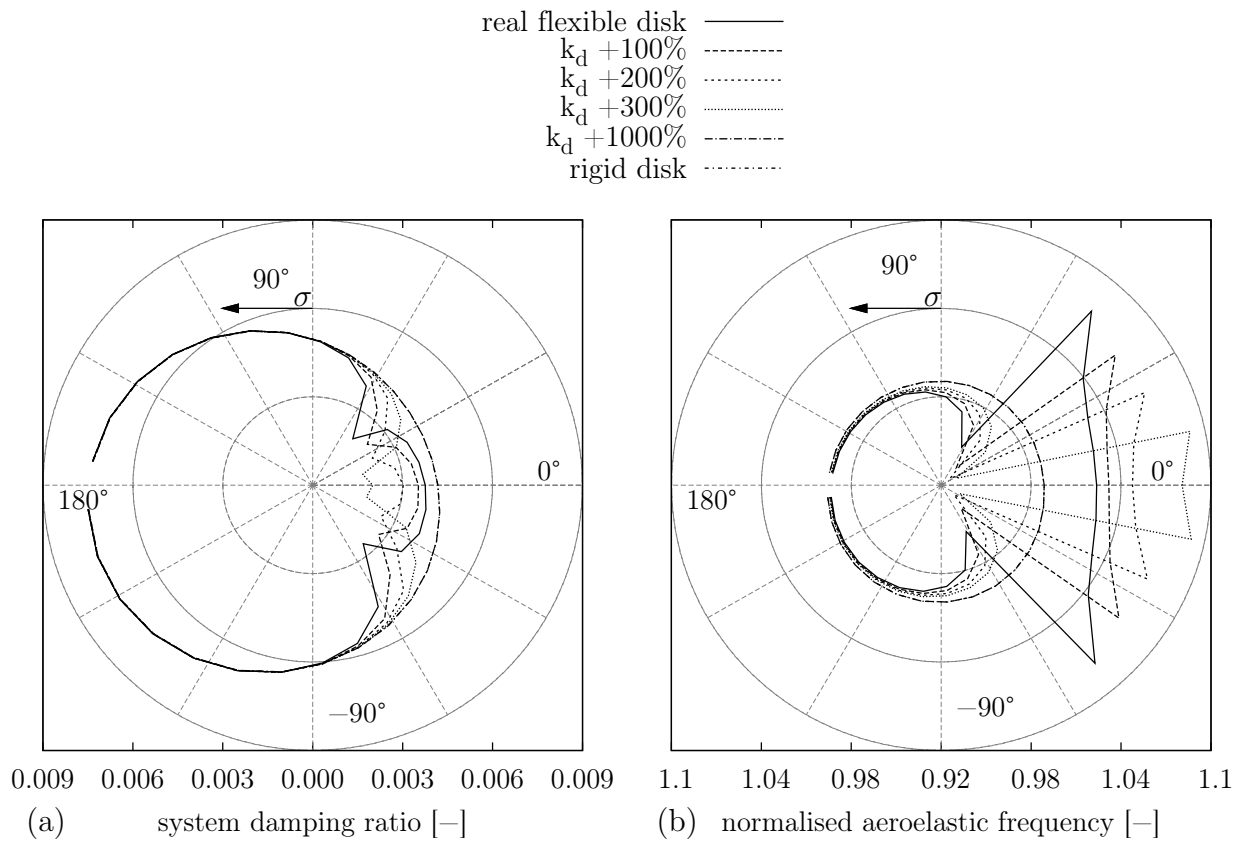 real flexible disk
k_d +100%
k_d +200%
k_d +300%
k_d +1000%
rigid disk
90°
σ
0°
180°
−90°
0.009 0.006 0.003 0.000 0.003 0.006 0.009
(a) system damping ratio [−]
90°
σ
0°
180°
−90°
1.1 1.04 0.98 0.92 0.98 1.04 1.1
(b) normalised aeroelastic frequency [−]